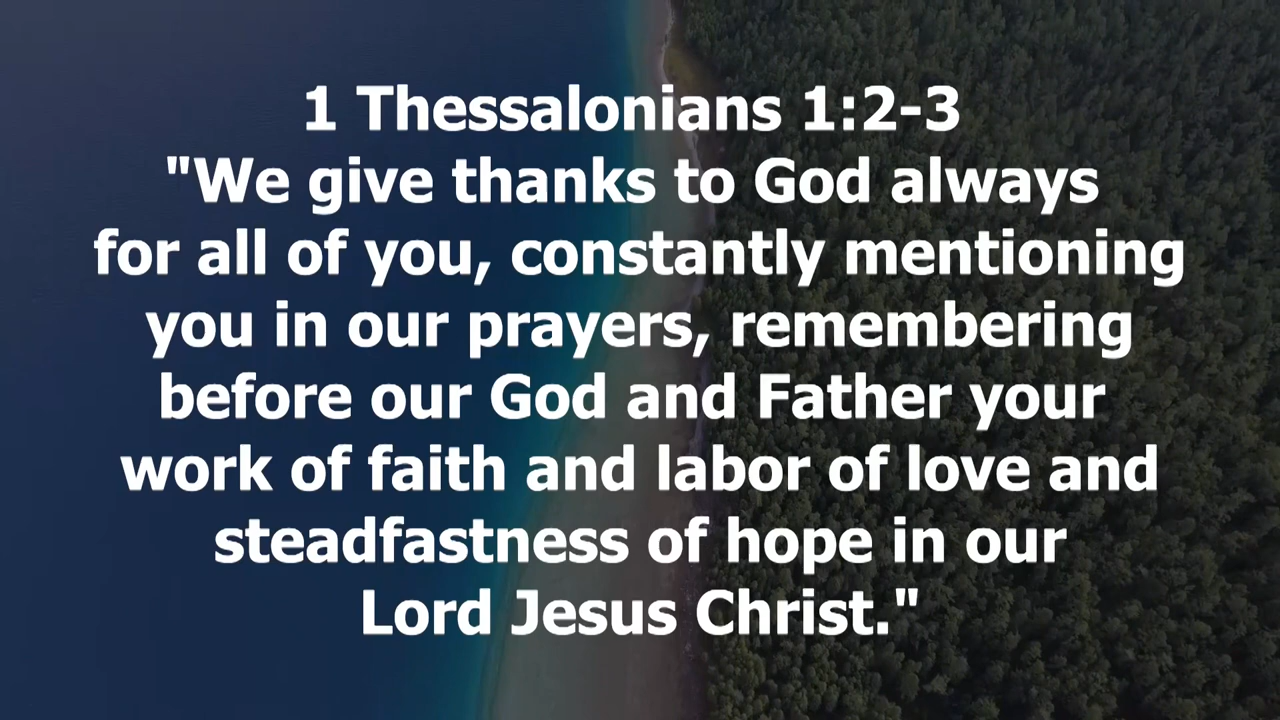 1 Thessalonians 1:2-3
"We give thanks to God always
for all of you, constantly mentioning
you in our prayers, remembering
before our God and Father your
work of faith and labor of love and
steadfastness of hope in our
Lord Jesus Christ."